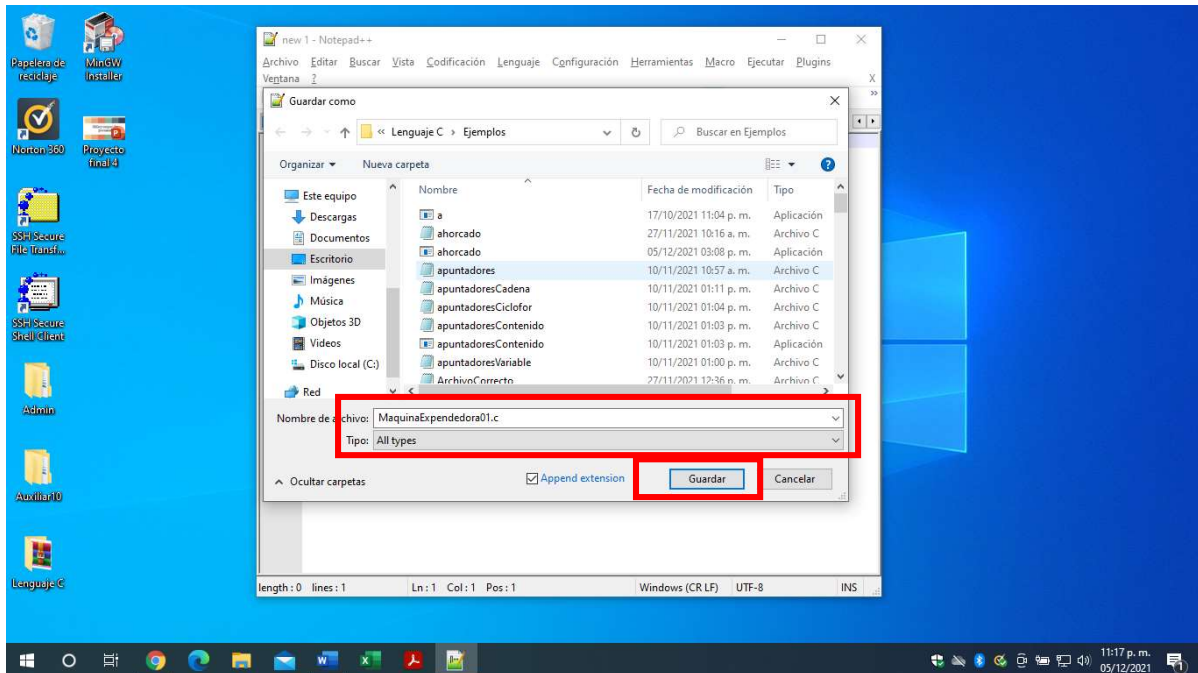 Papelera de
reciclaje
MinGW
Installer
Norton 360
Proyecto
final 4
SSH Secure
File Transf...
SSH Secure
Shell Client
Admin
Auxiliar10
Lenguaje C
new 1 - Notepad++
Archivo Editar Buscar Vista Codificación Lenguaje Configuración Herramientas Macro Ejecutar Plugins
Ventana ? X
Guardar como
« Lenguaje C › Ejemplos
Buscar en Ejemplos
Organizar Nueva carpeta
Este equipo
Descargas
Documentos
Escritorio
Imágenes
Música
Objetos 3D
Videos
Disco local (C:)
Red
Nombre Fecha de modificación Tipo
a 17/10/2021 11:04 p. m. Aplicación
ahorcado 27/11/2021 10:16 a. m. Archivo C
ahorcado 05/12/2021 03:08 p. m. Aplicación
apuntadores 10/11/2021 10:57 a. m. Archivo C
apuntadoresCadena 10/11/2021 01:11 p. m. Archivo C
apuntadoresCiclofor 10/11/2021 01:04 p. m. Archivo C
apuntadoresContenido 10/11/2021 01:03 p. m. Archivo C
apuntadoresContenido 10/11/2021 01:03 p. m. Aplicación
apuntadoresVariable 10/11/2021 01:00 p. m. Archivo C
ArchivoCorrecto 27/11/2021 12:36 p. m. Archivo C
Nombre de archivo: MaquinaExpendedora01.c
Tipo: All types
Ocultar carpetas
Append extension
Guardar
Cancelar
length : 0 lines : 1 Ln : 1 Col : 1 Pos : 1 Windows (CR LF) UTF-8 INS
11:17 p. m.
05/12/2021